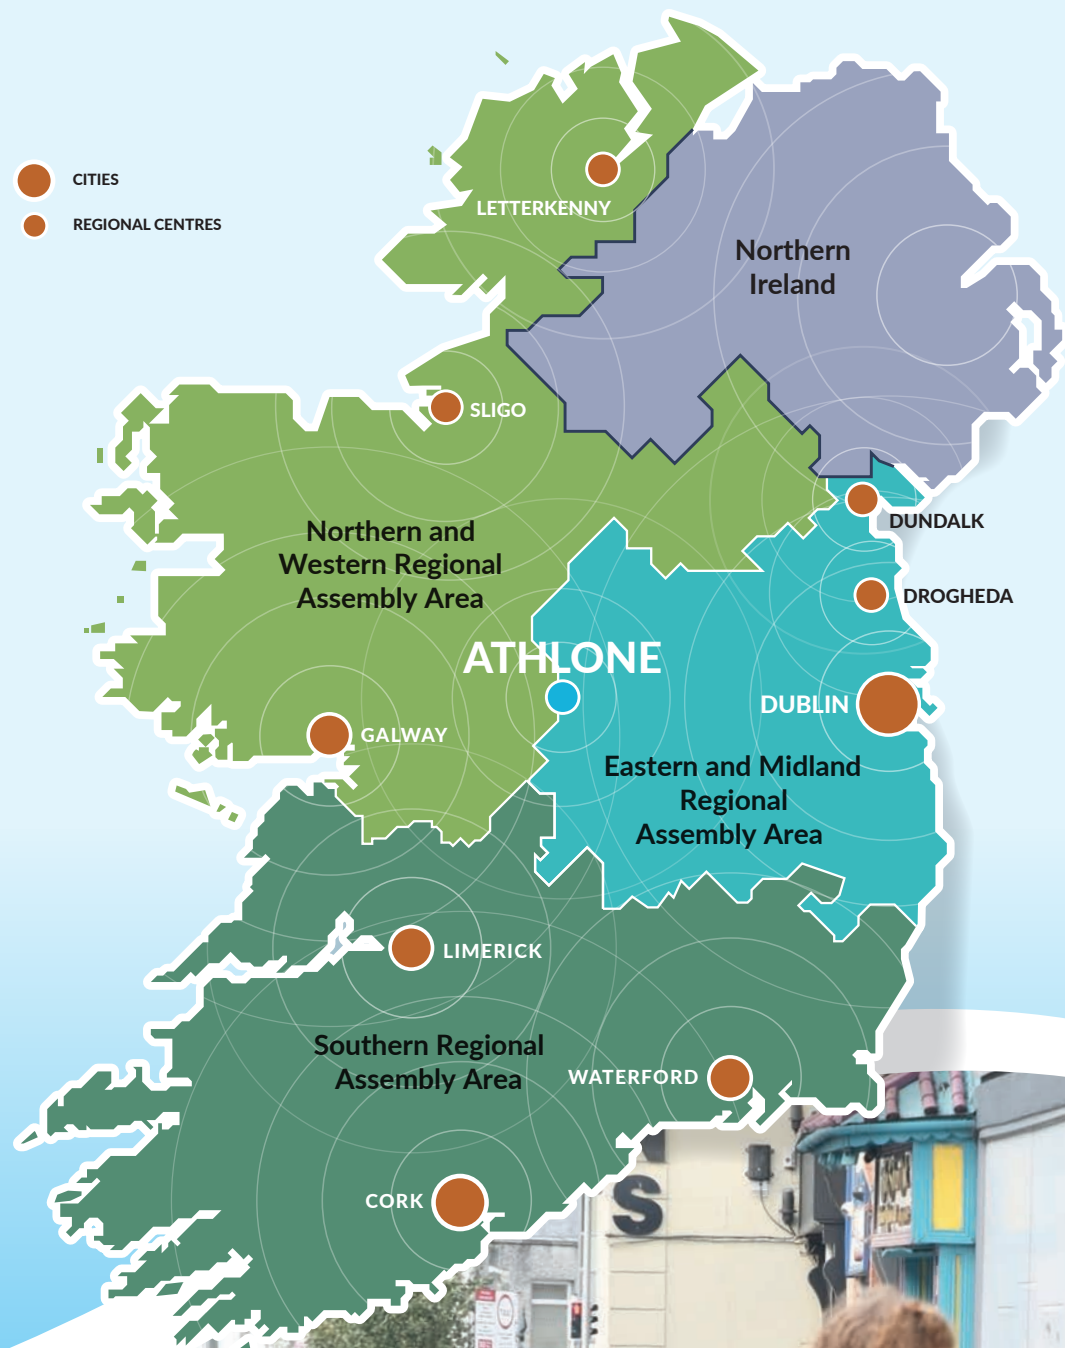 CITIES
REGIONAL CENTRES
LETTERKENNY
Northern
Ireland
SLIGO
DUNDALK
Northern and
Western Regional
Assembly Area
DROGHEDA
ATHLONE
DUBLIN
GALWAY
Eastern and Midland
Regional
Assembly Area
LIMERICK
Southern Regional
Assembly Area
WATERFORD
CORK
S